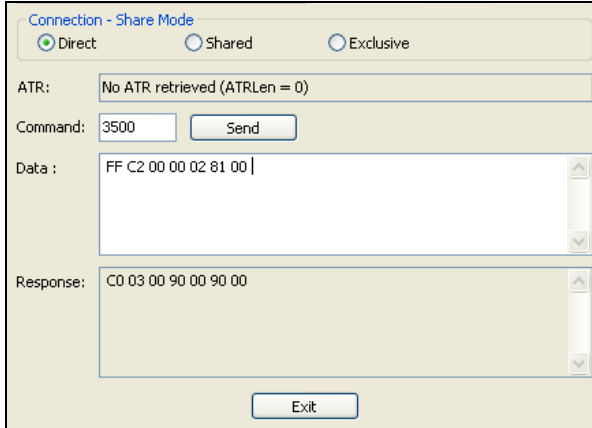 Connection - Share Mode
Direct Shared Exclusive
ATR: No ATR retrieved (ATRLen = 0)
Command: 3500 Send
Data : FF C2 00 00 02 81 00
Response: C0 03 00 90 00 90 00
Exit